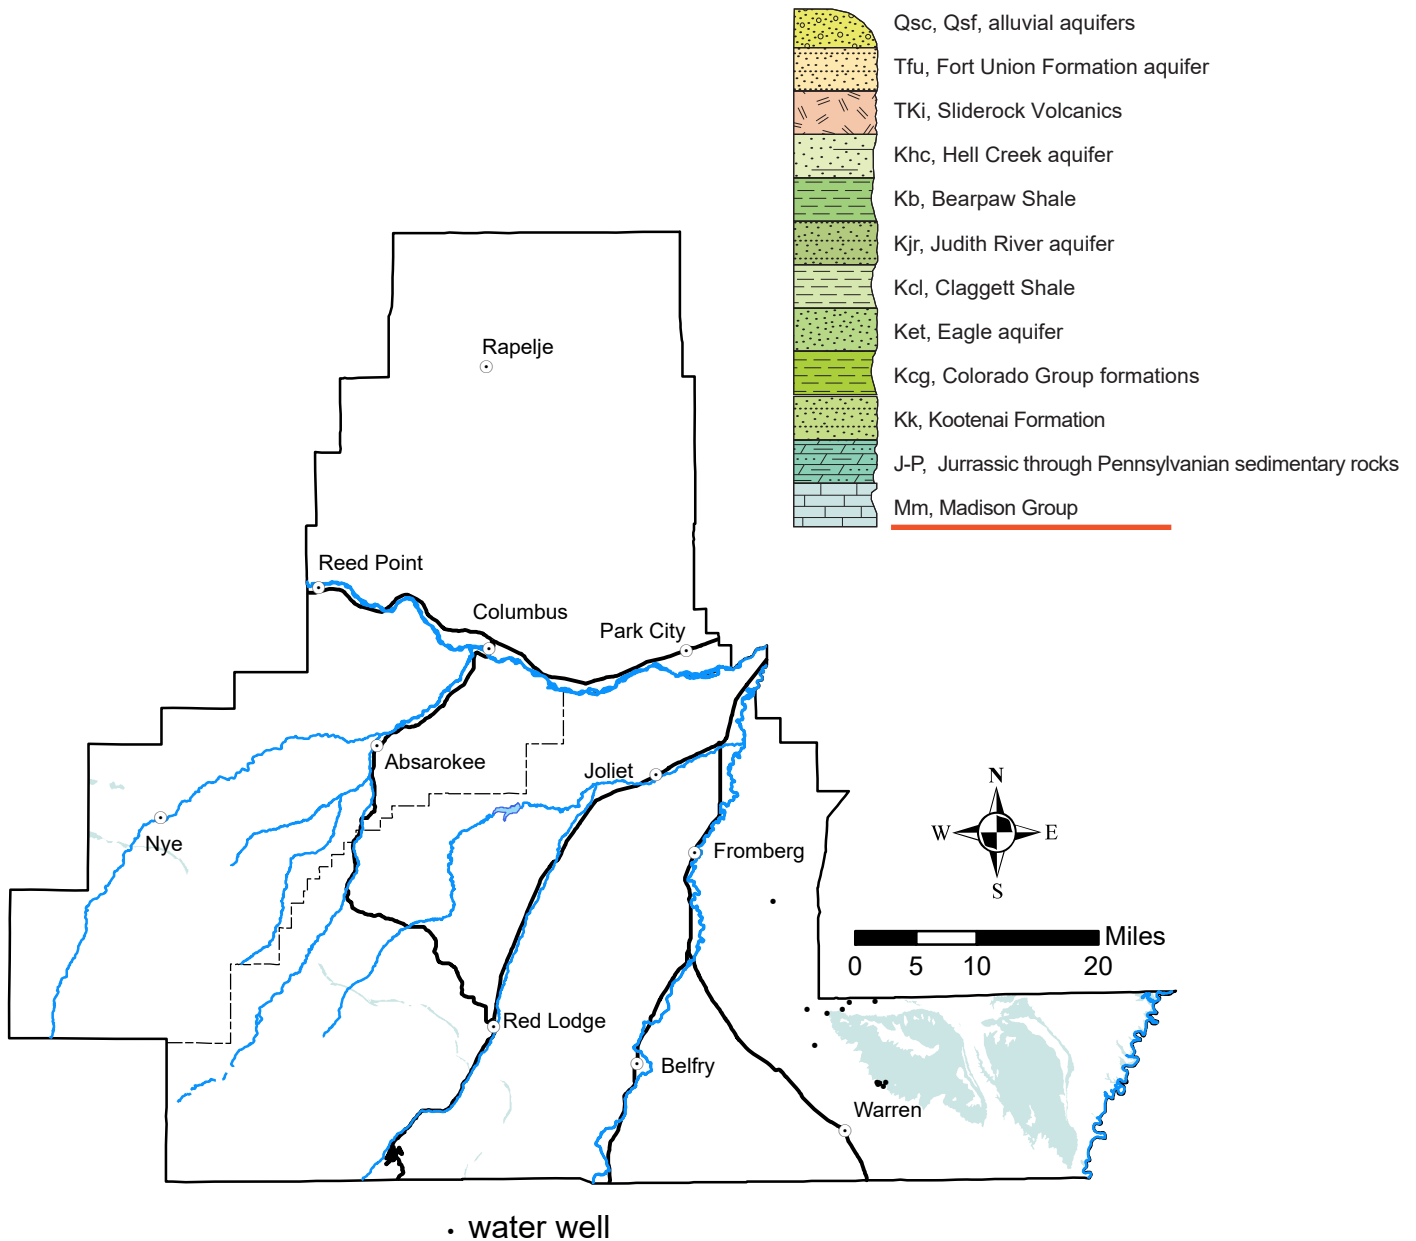 Qsc, Qsf, alluvial aquifers
Tfu, Fort Union Formation aquifer
TKi, Sliderock Volcanics
Khc, Hell Creek aquifer
Kb, Bearpaw Shale
Kjr, Judith River aquifer
Kcl, Claggett Shale
Ket, Eagle aquifer
Kcg, Colorado Group formations
Kk, Kootenai Formation
J-P, Jurrassic through Pennsylvanian sedimentary rocks
Mm, Madison Group
Rapelje
Reed Point
Columbus
Park City
Absarokee
Joliet
Nye
Fromberg
N
W E
S
Miles
0 5 10 20
Red Lodge
Belfry
Warren
water well